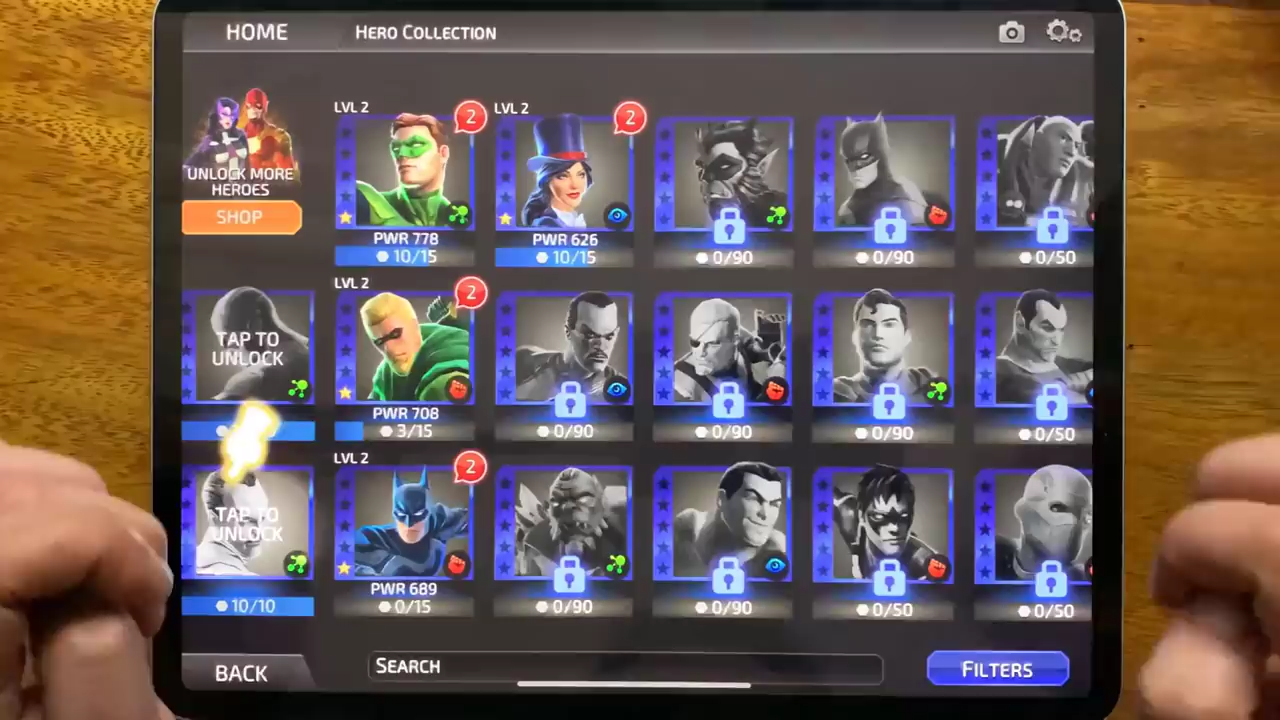 HOME
HERO COLLECTION
UNLOCK MORE
HEROES
SHOP
LVL 2
2
PWR 778
10/15
LVL 2
2
PWR 626
10/15
0/90
0/90
0/50
TAP TO
UNLOCK
LVL 2
2
PWR 708
3/15
0/90
0/90
0/90
0/50
TAP TO
UNLOCK
10/10
LVL 2
2
PWR 689
0/15
0/90
0/90
0/50
0/50
BACK
SEARCH
FILTERS